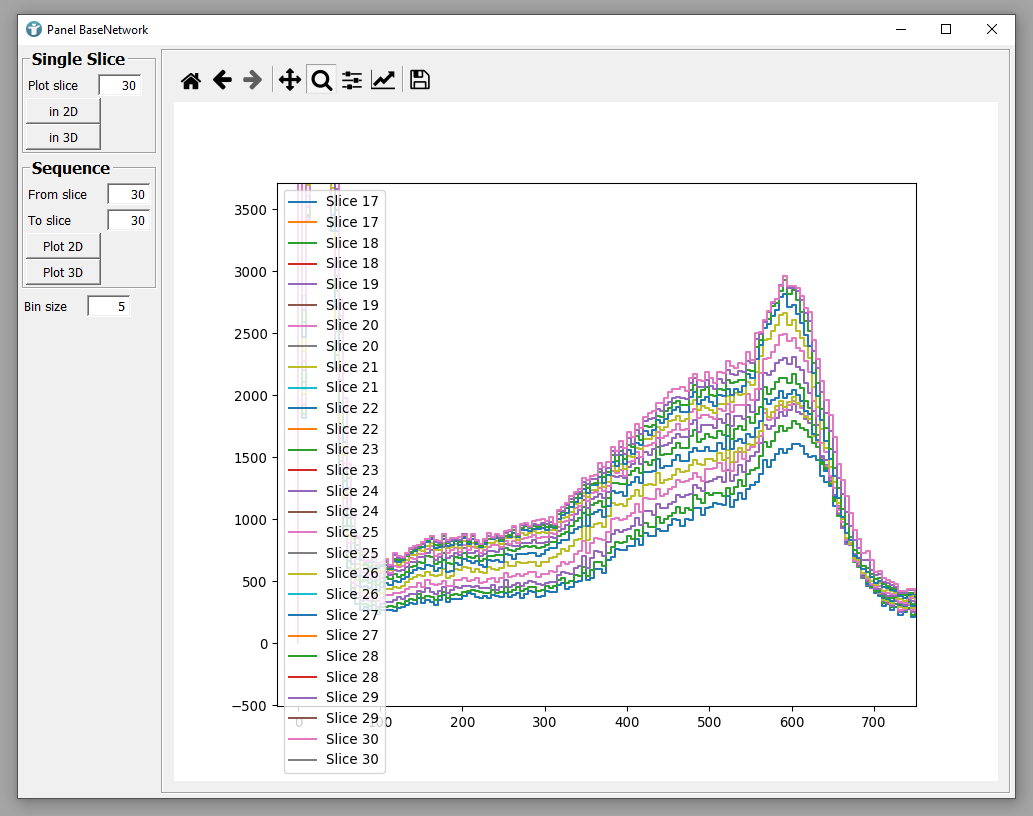 Panel BaseNetwork
Single Slice
Plot slice 30
in 2D
in 3D
Sequence
From slice 30
To slice 30
Plot 2D
Plot 3D
Bin size 5
3500
3000
2500
2000
1500
1000
500
0
−500
0 100 200 300 400 500 600 700
Slice 17
Slice 17
Slice 18
Slice 18
Slice 19
Slice 19
Slice 20
Slice 20
Slice 21
Slice 21
Slice 22
Slice 22
Slice 23
Slice 23
Slice 24
Slice 24
Slice 25
Slice 25
Slice 26
Slice 26
Slice 27
Slice 27
Slice 28
Slice 28
Slice 29
Slice 29
Slice 30
Slice 30